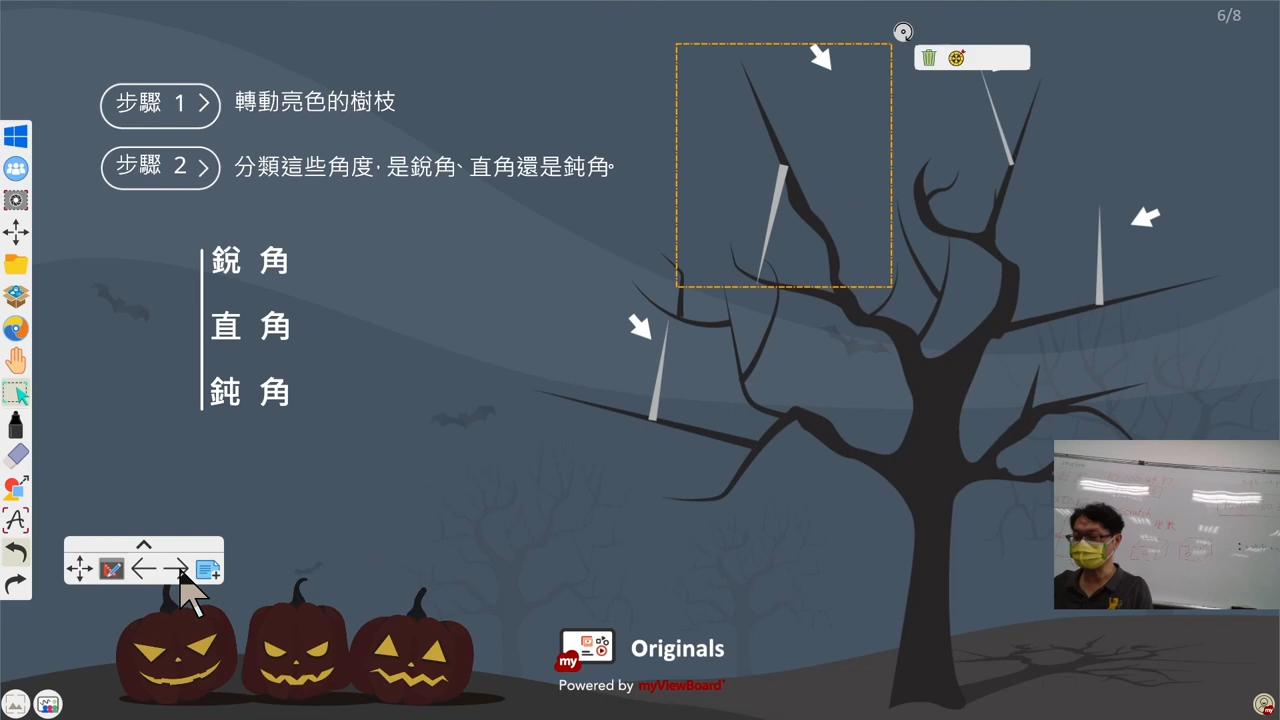 6/8
步驟 1
轉動亮色的樹枝
步驟 2
分類這些角度，是銳角、直角還是鈍角。
銳 角
直 角
鈍 角
my
Originals
Powered by myViewBoard